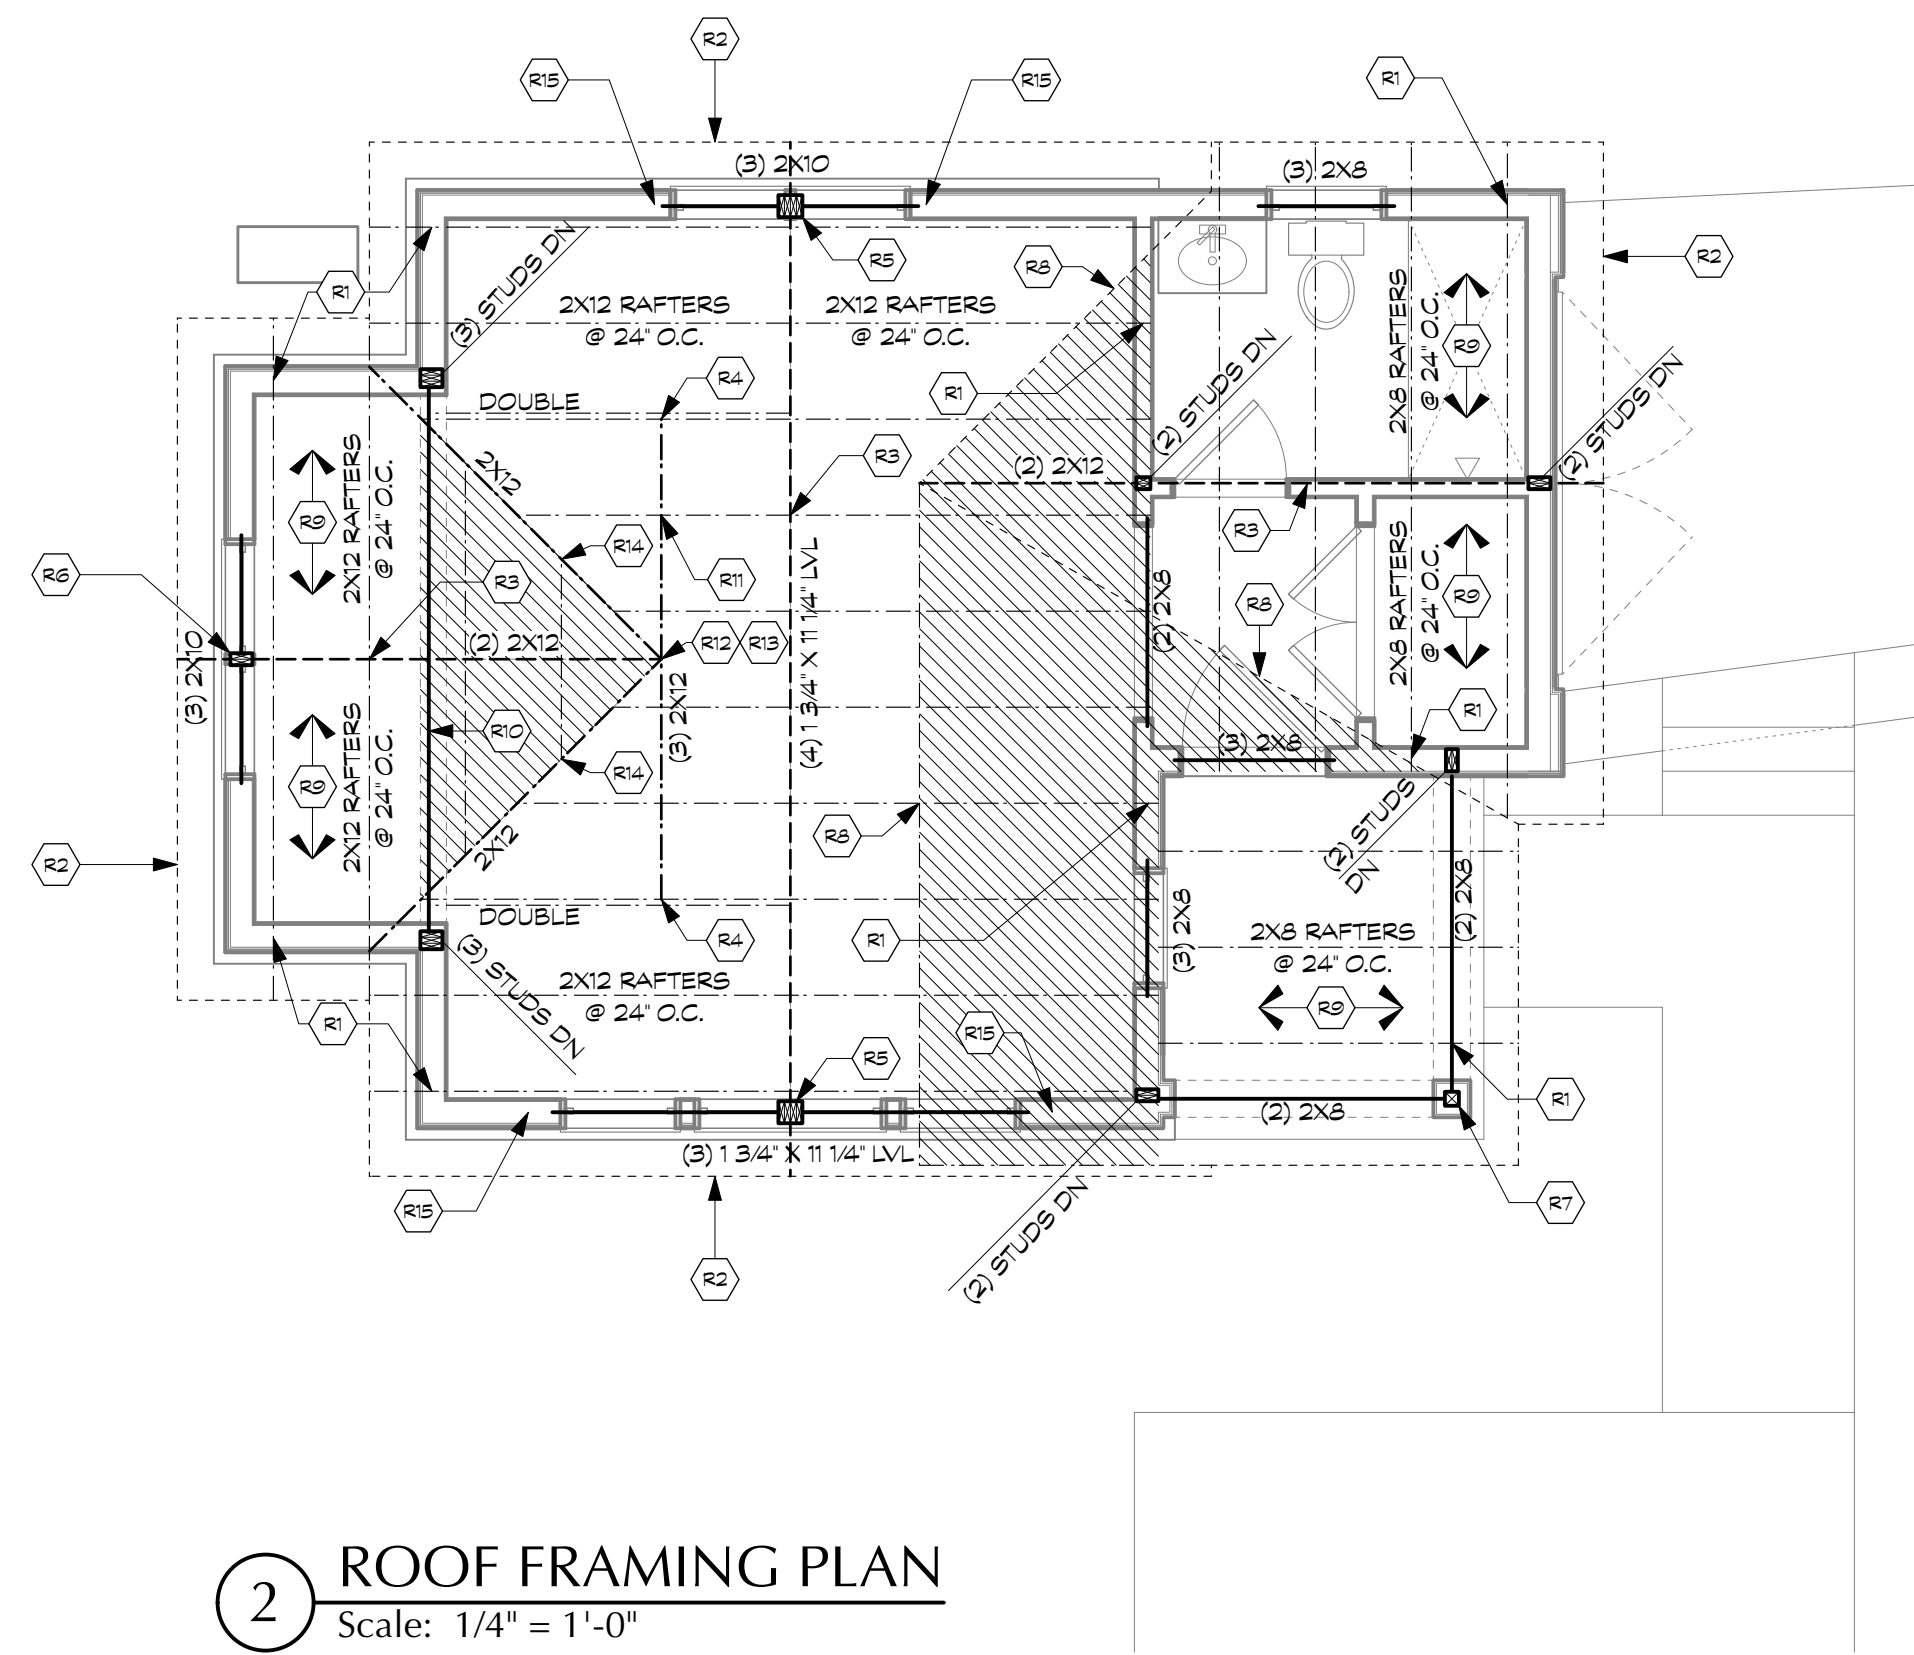 R2
R15
R15
R1
(3) 2X10
(3) 2X8
R5
R8
R2
R1
(3) STUDS DN
2X12 RAFTERS
@ 24" O.C.
2X12 RAFTERS
@ 24" O.C.
2X8 RAFTERS
@ 24" O.C.
R9
R4
R1
DOUBLE
(2) STUDS DN
(2) STUDS DN
R3
2X12
(2) 2X12
2X12 RAFTERS
@ 24" O.C.
R9
R14
R3
R6
R3
R11
(4) 1 3/4" X 11 1/4" LVL
(2) 2X8
R8
2X8 RAFTERS
@ 24" O.C.
R9
(3) 2X10
(2) 2X12
R12
R13
(3) 2X12
R10
R14
(3) 2X8
R1
2X12 RAFTERS
@ 24" O.C.
R9
R2
2X12
R8
(2) STUDS
DN
(2) 2X8
DOUBLE
R4
R1
(3) 2X8
2X8 RAFTERS
@ 24" O.C.
R9
(3) STUDS DN
2X12 RAFTERS
@ 24" O.C.
R1
R15
R5
R1
(2) 2X8
(3) 1 3/4" X 11 1/4" LVL
R15
R7
(2) STUDS DN
R2
2
ROOF FRAMING PLAN
Scale: 1/4" = 1'-0"